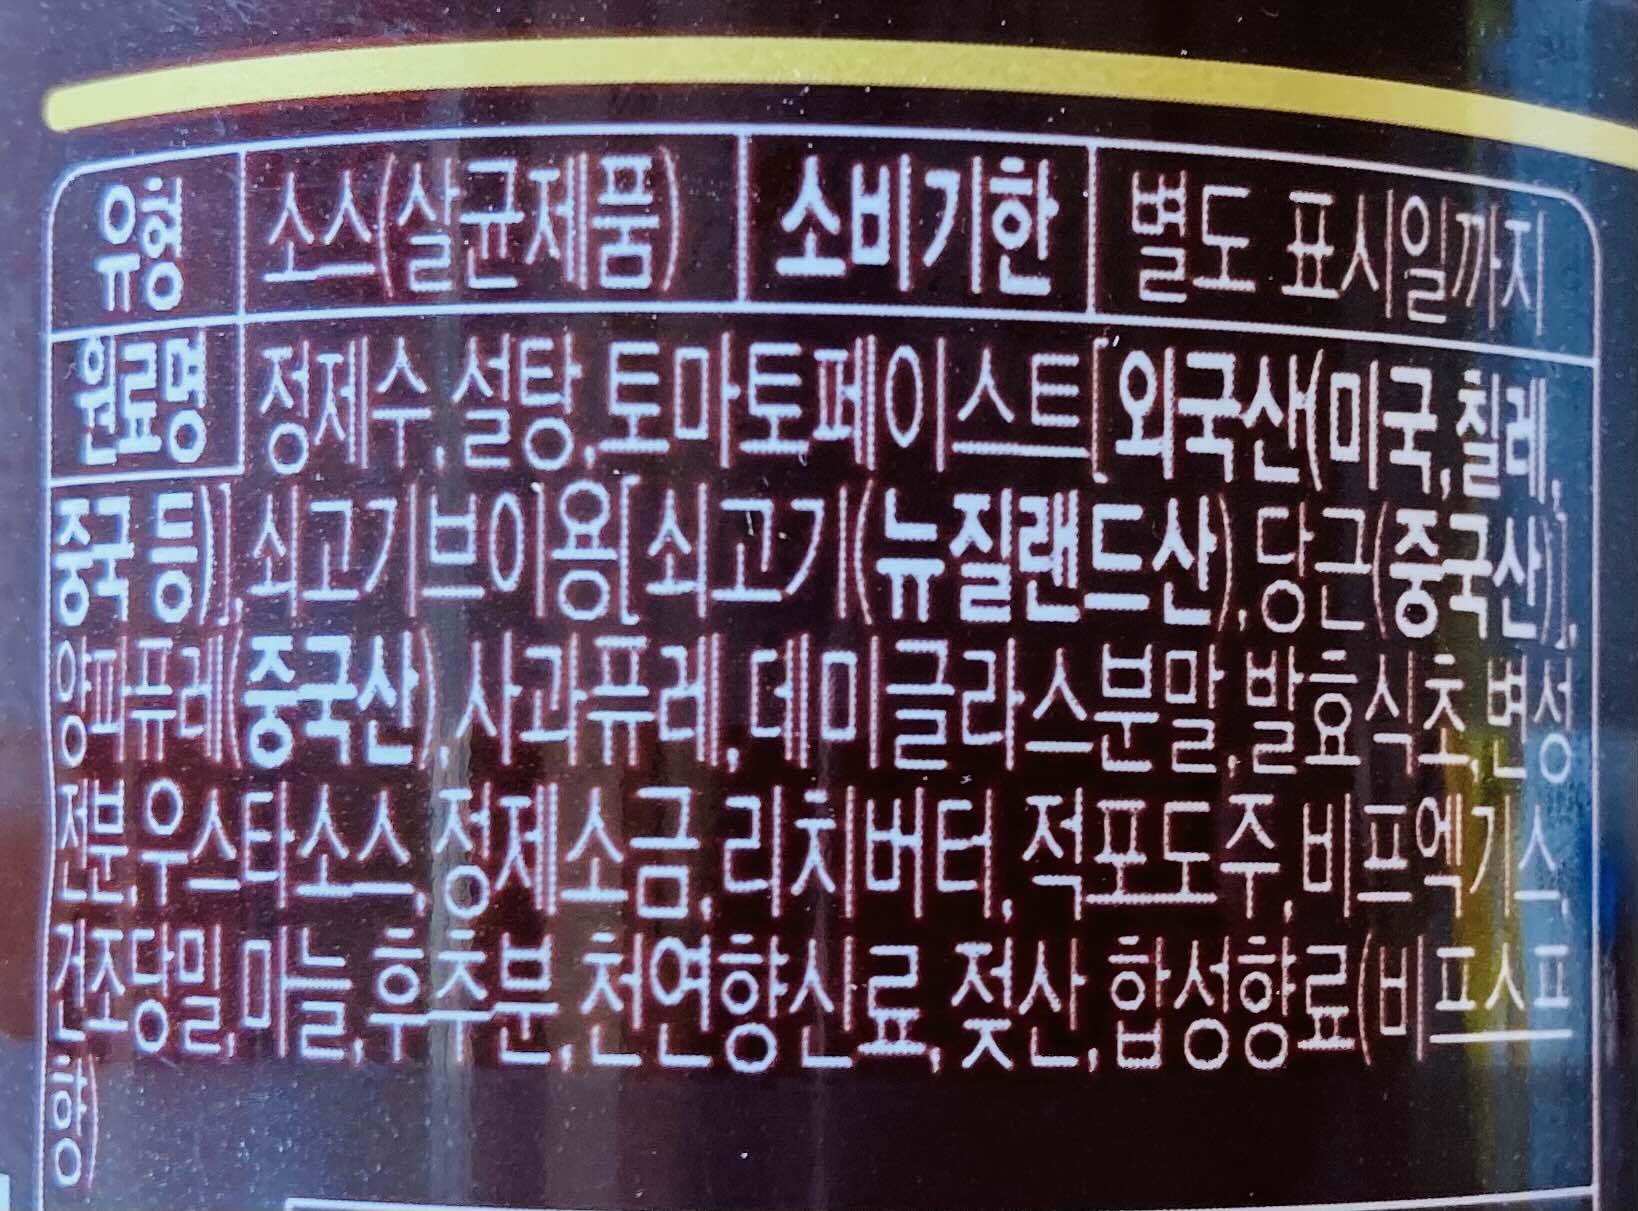 유형 소스(살균제품) 소비기한 별도 표시일까지
원료명 정제수,설탕,토마토페이스트[외국산(미국,칠레,
중국 등)],쇠고기브이용[쇠고기(뉴질랜드산),당근(중국산)],
양파퓨레(중국산),사과퓨레,데미글라스분말,발효식초,변성
전분,우스타소스,정제소금,리치버터,적포도주,비프엑기스,
건조당밀,마늘,후추분,천연향신료,젖산,합성향료(비프스프
향)